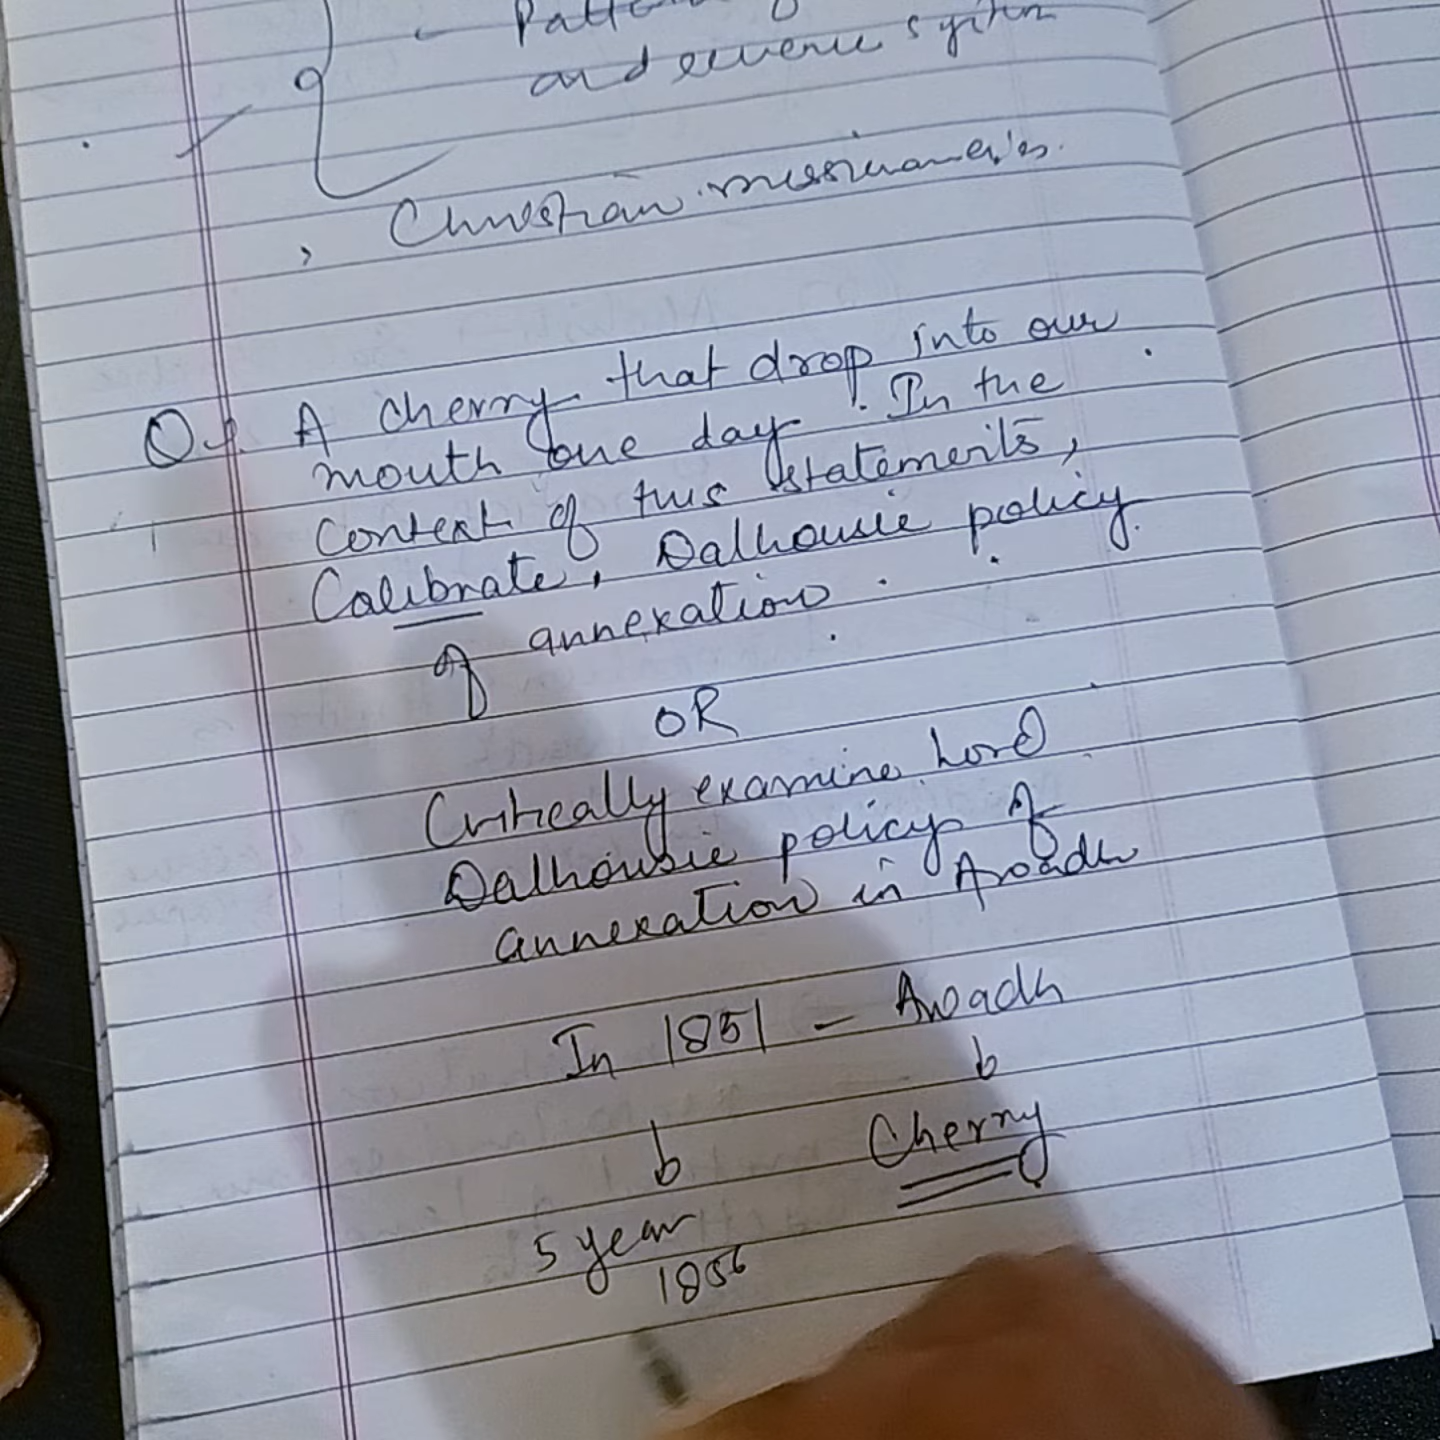 and revenue system
Christian missionaries.
Q. A cherry that drop into our
mouth one day. In the
context of this statements,
Calibrate, Dalhousie policy
of annexation.
OR
Critically examine Lord
Dalhousie policy of
annexation in Awadh
In 1851 – Awadh
Cherry
5 year
1856